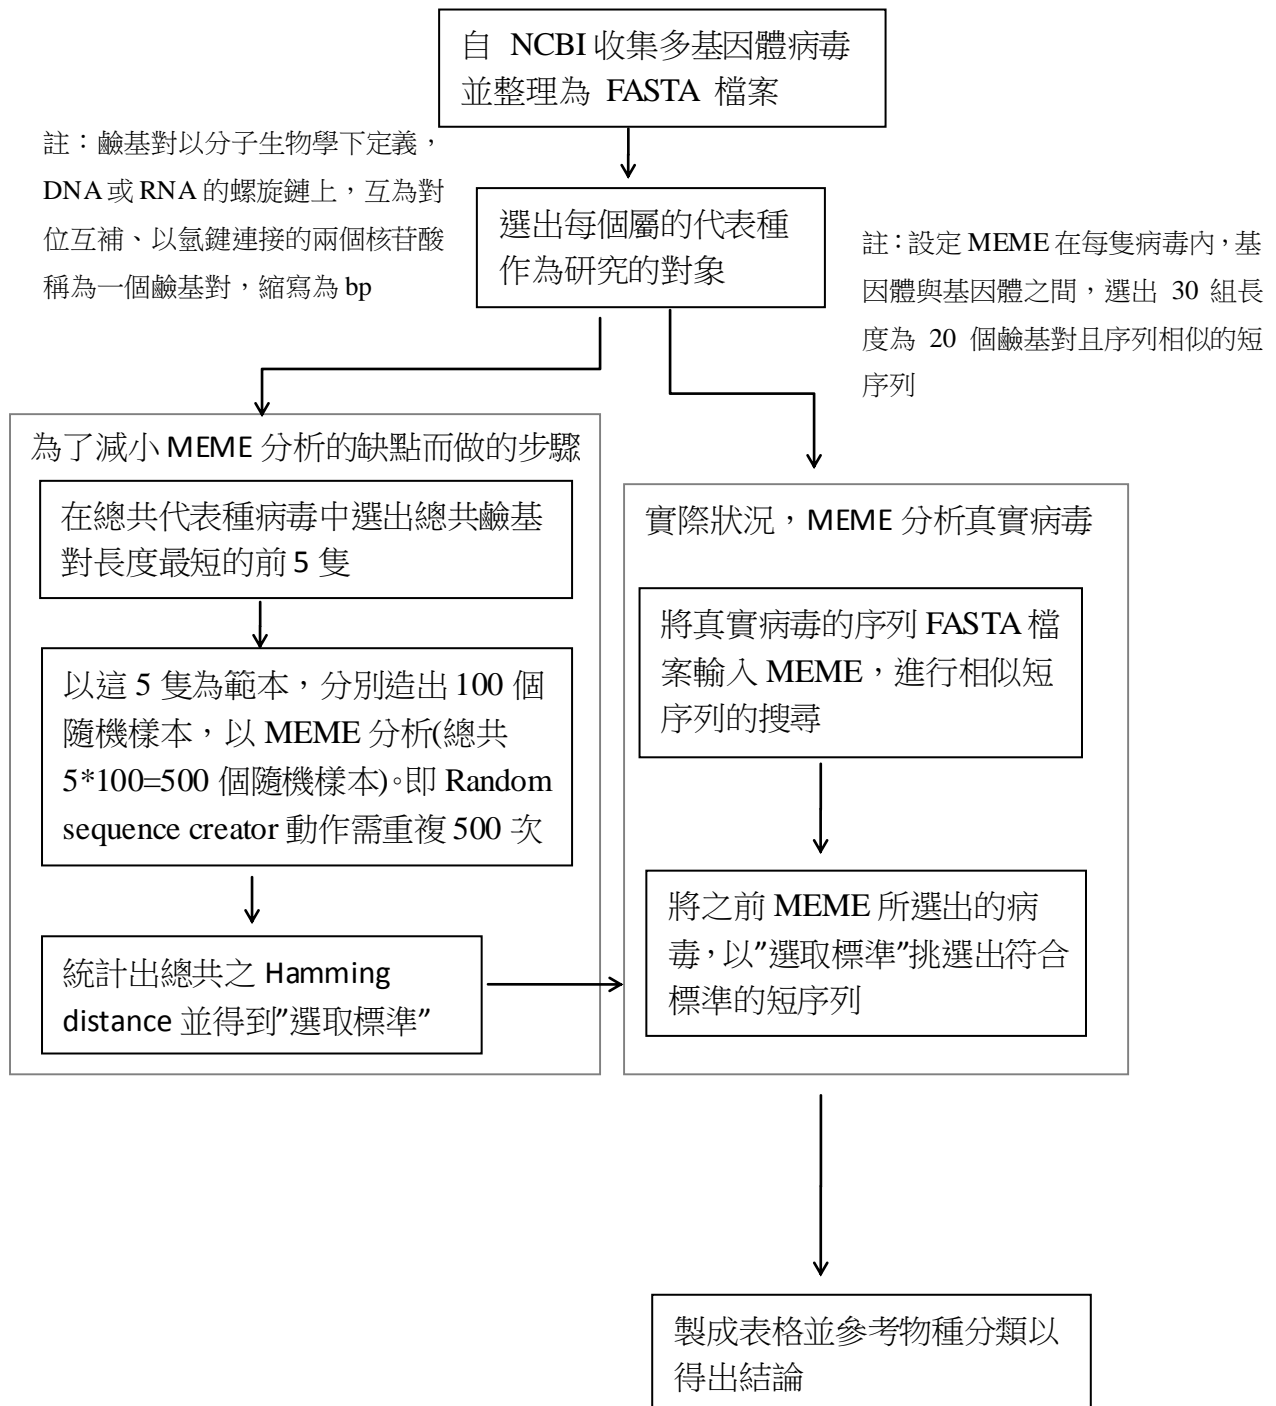 自 NCBI 收集多基因體病毒
並整理為 FASTA 檔案
註：鹼基對以分子生物學下定義，
DNA 或 RNA 的螺旋鏈上，互為對
位互補、以氫鍵連接的兩個核苷酸
稱為一個鹼基對，縮寫為 bp
選出每個屬的代表種
作為研究的對象
註：設定 MEME 在每隻病毒內，基
因體與基因體之間，選出 30 組長
度為 20 個鹼基對且序列相似的短
序列
為了減小 MEME 分析的缺點而做的步驟
在總共代表種病毒中選出總共鹼基
對長度最短的前 5 隻
以這 5 隻為範本，分別造出 100 個
隨機樣本，以 MEME 分析(總共
5*100=500 個隨機樣本)。即 Random
sequence creator 動作需重複 500 次
統計出總共之 Hamming
distance 並得到”選取標準”
實際狀況，MEME 分析真實病毒
將真實病毒的序列 FASTA 檔
案輸入 MEME，進行相似短
序列的搜尋
將之前 MEME 所選出的病
毒，以”選取標準”挑選出符合
標準的短序列
製成表格並參考物種分類以
得出結論